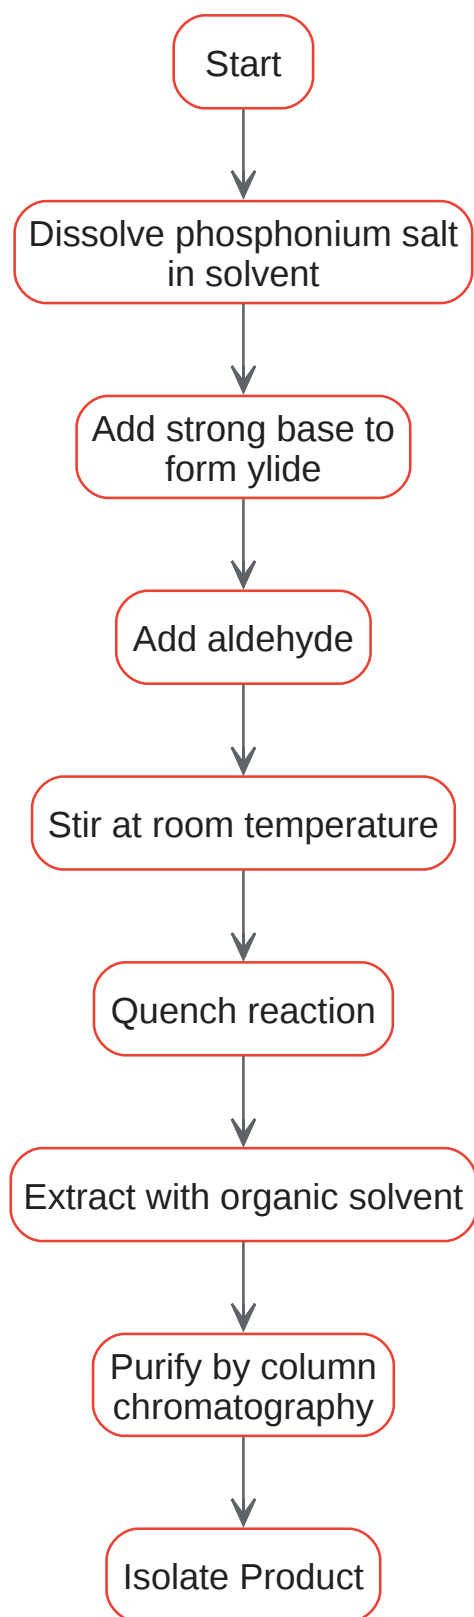 Start
Dissolve phosphonium salt
in solvent
Add strong base to
form ylide
Add aldehyde
Stir at room temperature
Quench reaction
Extract with organic solvent
Purify by column
chromatography
Isolate Product